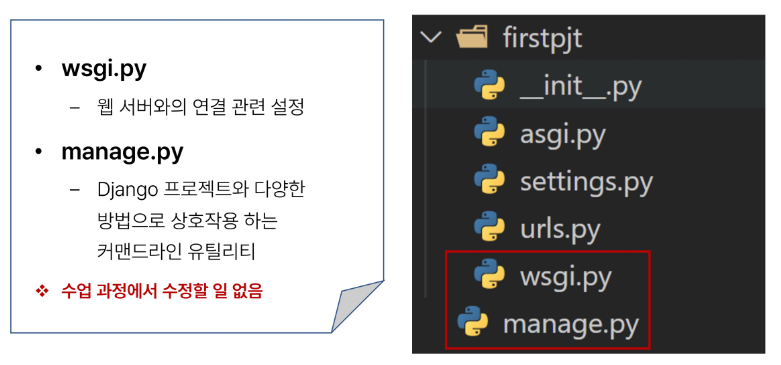 • wsgi.py
– 웹 서버와의 연결 관련 설정
• manage.py
– Django 프로젝트와 다양한
방법으로 상호작용 하는
커맨드라인 유틸리티
❖ 수업 과정에서 수정할 일 없음
firstpjt
__init__.py
asgi.py
settings.py
urls.py
wsgi.py
manage.py